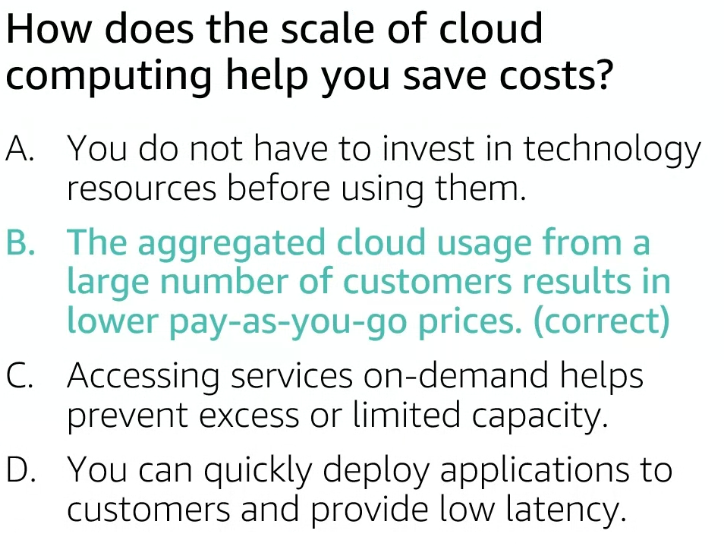 How does the scale of cloud
computing help you save costs?
A. You do not have to invest in technology
resources before using them.
B. The aggregated cloud usage from a
large number of customers results in
lower pay-as-you-go prices. (correct)
C. Accessing services on-demand helps
prevent excess or limited capacity.
D. You can quickly deploy applications to
customers and provide low latency.